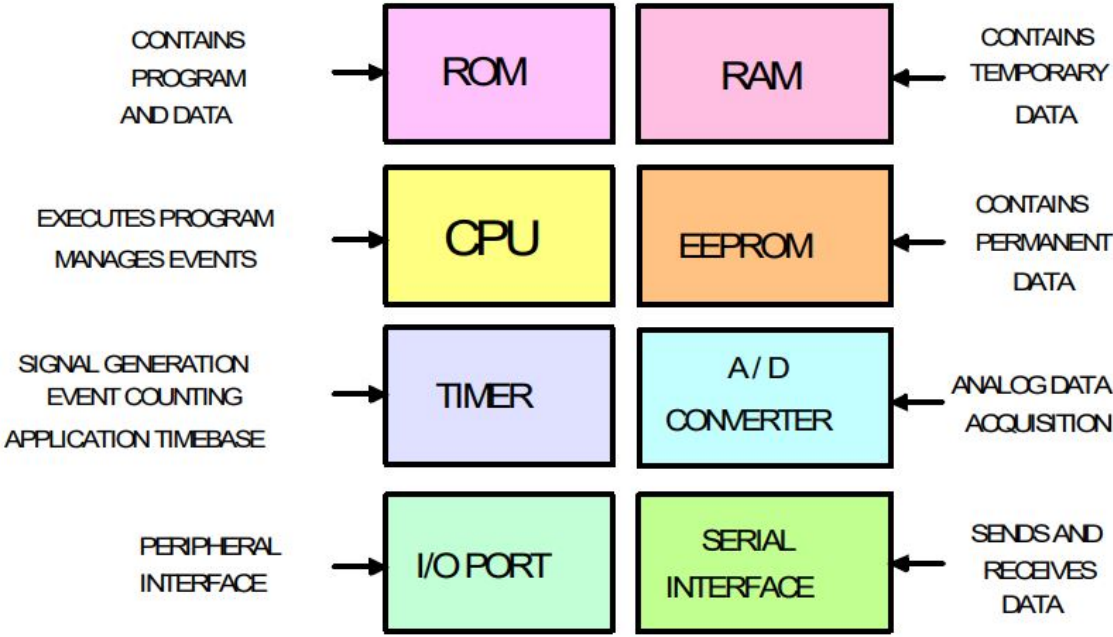 CONTAINS
PROGRAM
AND DATA
ROM
RAM
CONTAINS
TEMPORARY
DATA
EXECUTES PROGRAM
MANAGES EVENTS
CPU
EEPROM
CONTAINS
PERMANENT
DATA
SIGNAL GENERATION
EVENT COUNTING
APPLICATION TIMEBASE
TIMER
A / D
CONVERTER
ANALOG DATA
ACQUISITION
PERIPHERAL
INTERFACE
I/O PORT
SERIAL
INTERFACE
SENDS AND
RECEIVES
DATA